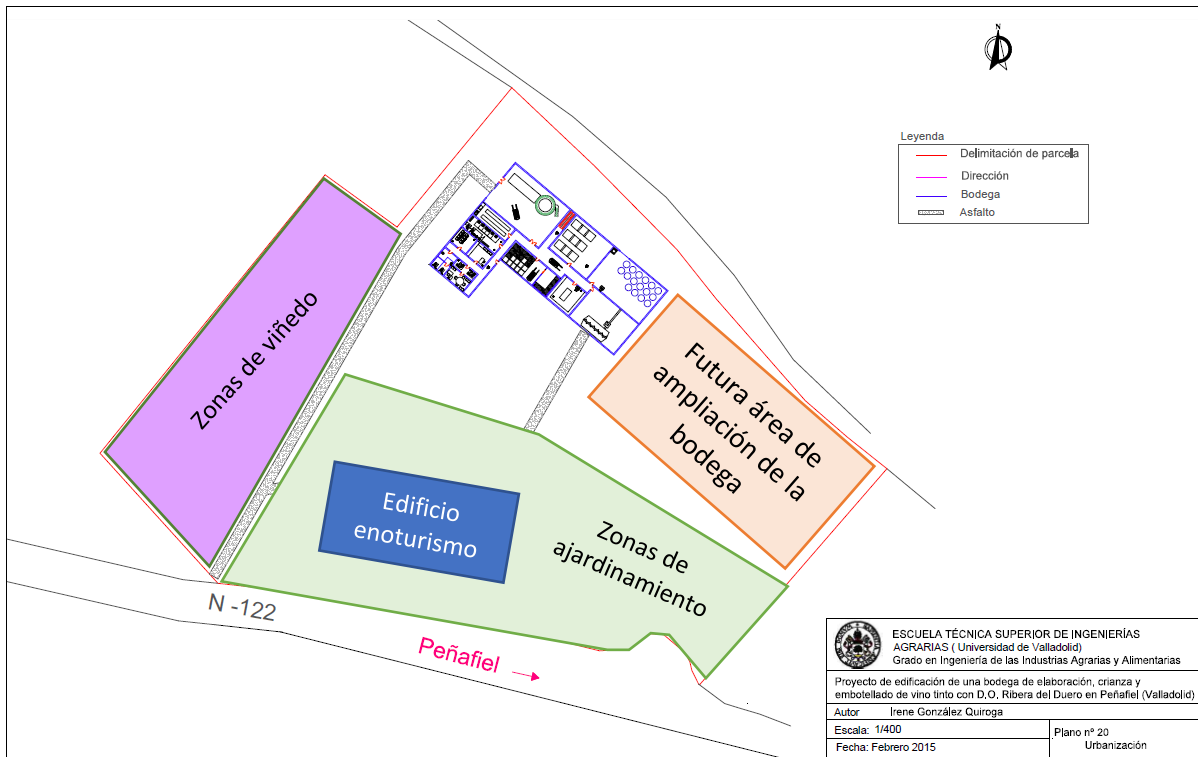 N
Leyenda
Delimitación de parcela
Dirección
Bodega
Asfalto
Zonas de viñedo
Futura área de
ampliación de la
bodega
Edificio
enoturismo
Zonas de
ajardinamiento
N -122
Peñafiel
ESCUELA TÉCNICA SUPERIOR DE INGENIERÍAS
AGRARIAS ( Universidad de Valladolid)
Grado en Ingeniería de las Industrias Agrarias y Alimentarias
Proyecto de edificación de una bodega de elaboración, crianza y
embotellado de vino tinto con D,O, Ribera del Duero en Peñafiel (Valladolid)
Autor Irene González Quiroga
Escala: 1/400
Fecha: Febrero 2015
Plano nº 20
Urbanización